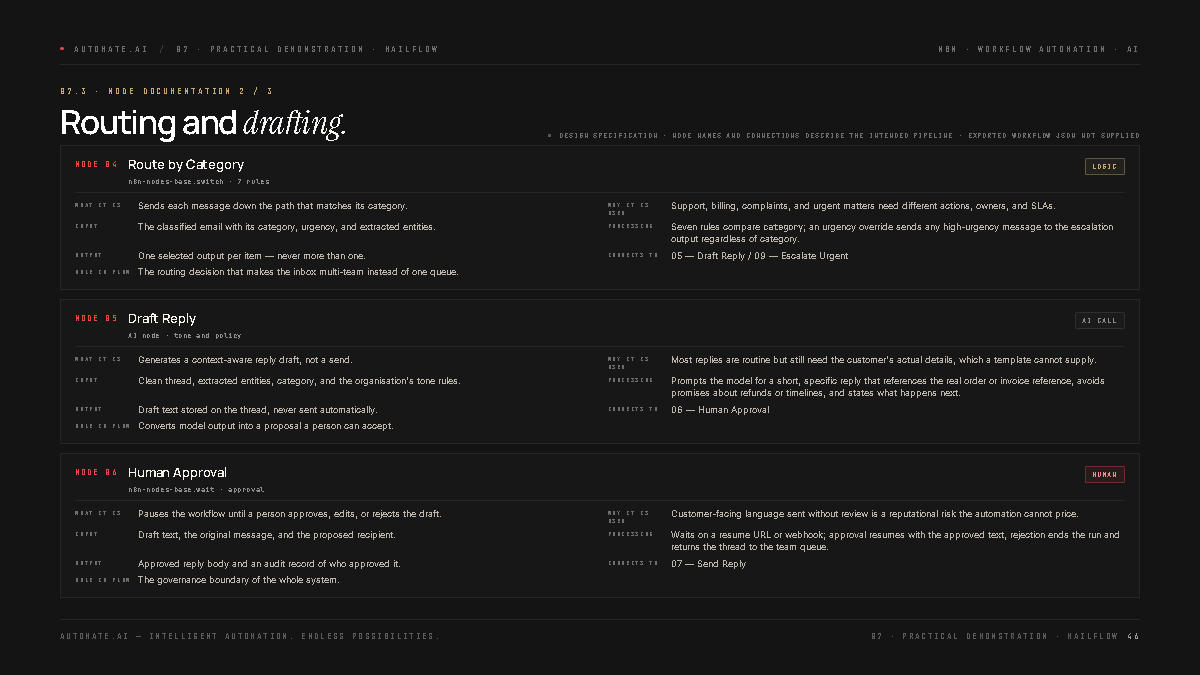 AUTOMATE.AI / 07 · PRACTICAL DEMONSTRATION · MAILFLOW
N8N · WORKFLOW AUTOMATION · AI
07.3 · NODE DOCUMENTATION 2 / 3
Routing and drafting.
DESIGN SPECIFICATION · NODE NAMES AND CONNECTIONS DESCRIBE THE INTENDED PIPELINE · EXPORTED WORKFLOW JSON NOT SUPPLIED
NODE 04 Route by Category
LOGIC
n8n-nodes-base.switch · 7 rules
WHAT IT IS Sends each message down the path that matches its category.
WHY IT IS USED Support, billing, complaints, and urgent matters need different actions, owners, and SLAs.
INPUT The classified email with its category, urgency, and extracted entities.
PROCESSING Seven rules compare category; an urgency override sends any high-urgency message to the escalation
output regardless of category.
OUTPUT One selected output per item — never more than one.
CONNECTS TO 05 — Draft Reply / 09 — Escalate Urgent
ROLE IN FLOW The routing decision that makes the inbox multi-team instead of one queue.
NODE 05 Draft Reply
AI CALL
AI node · tone and policy
WHAT IT IS Generates a context-aware reply draft, not a send.
WHY IT IS USED Most replies are routine but still need the customer's actual details, which a template cannot supply.
INPUT Clean thread, extracted entities, category, and the organisation's tone rules.
PROCESSING Prompts the model for a short, specific reply that references the real order or invoice reference, avoids
promises about refunds or timelines, and states what happens next.
OUTPUT Draft text stored on the thread, never sent automatically.
CONNECTS TO 06 — Human Approval
ROLE IN FLOW Converts model output into a proposal a person can accept.
NODE 06 Human Approval
HUMAN
n8n-nodes-base.wait · approval
WHAT IT IS Pauses the workflow until a person approves, edits, or rejects the draft.
WHY IT IS USED Customer-facing language sent without review is a reputational risk the automation cannot price.
INPUT Draft text, the original message, and the proposed recipient.
PROCESSING Waits on a resume URL or webhook; approval resumes with the approved text, rejection ends the run and
returns the thread to the team queue.
OUTPUT Approved reply body and an audit record of who approved it.
CONNECTS TO 07 — Send Reply
ROLE IN FLOW The governance boundary of the whole system.
AUTOMATE.AI — INTELLIGENT AUTOMATION. ENDLESS POSSIBILITIES.
07 · PRACTICAL DEMONSTRATION · MAILFLOW 46